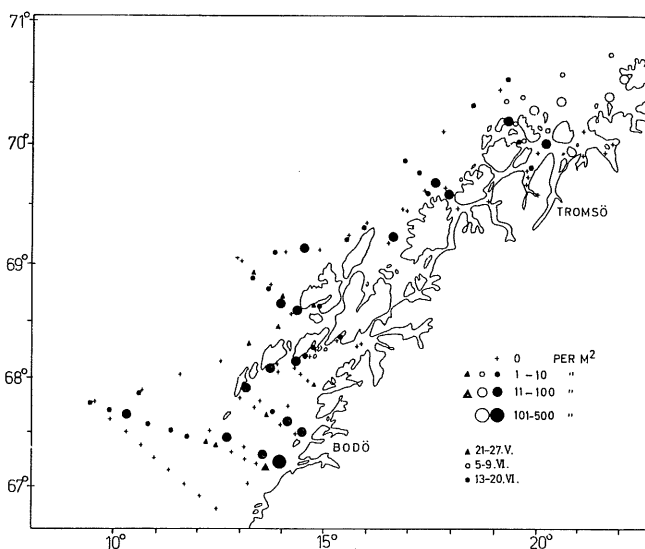 71°
70°
69°
68°
67°
10°
15°
20°
TROMSÖ
BODÖ
+ 0 PER M²
1-10 "
11-100 "
101-500 "
21-27.V.
5-9.VI.
13-20.VI.